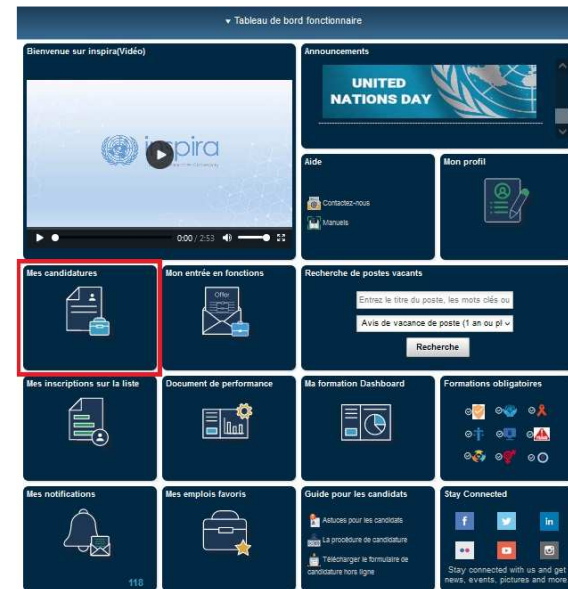 ▾ Tableau de bord fonctionnaire
Bienvenue sur inspira(Vidéo)
inspira
0:00 / 2:53
Announcements
UNITED
NATIONS DAY
Aide
Contactez-nous
Manuels
Mon profil
Mes candidatures
Mon entrée en fonctions
Offer
Recherche de postes vacants
Entrez le titre du poste, les mots clés ou
Avis de vacance de poste (1 an ou pl
Recherche
Mes inscriptions sur la liste
Document de performance
Ma formation Dashboard
Formations obligatoires
Mes notifications
118
Mes emplois favoris
Guide pour les candidats
Astuces pour les candidats
La procédure de candidature
Télécharger le formulaire de
candidature hors ligne
Stay Connected
f
in
Stay connected with us and get
news, events, pictures and more